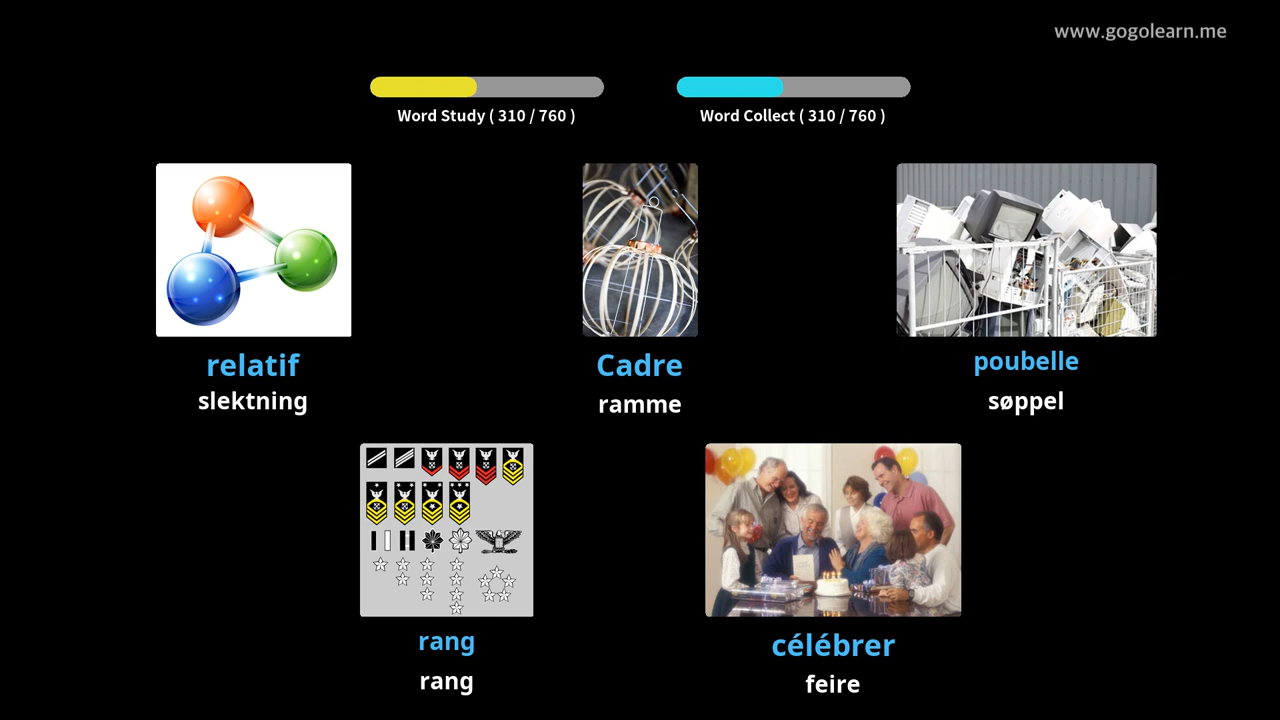 www.gogolearn.me
Word Study ( 310 / 760 )
Word Collect ( 310 / 760 )
relatif
slektning
Cadre
ramme
poubelle
søppel
rang
rang
célébrer
feire